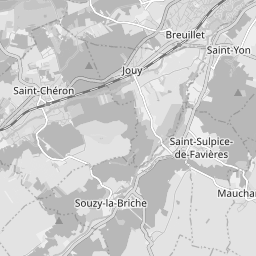 Breuillet
Saint-Yon
Jouy
Saint-Chéron
Saint-Sulpice-
de-Favières
Mauchar
Souzy-la-Briche